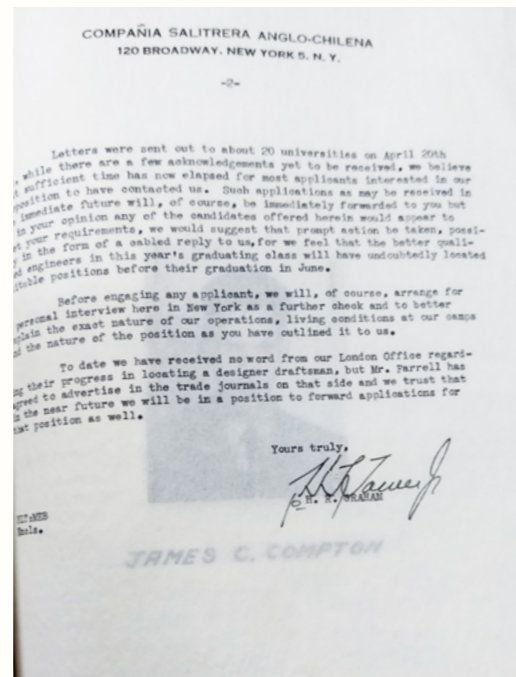 COMPAÑIA SALITRERA ANGLO-CHILENA
120 BROADWAY, NEW YORK 5, N. Y.
-2-
Letters were sent out to about 20 universities on April 20th
while there are a few acknowledgements yet to be received, we believe
sufficient time has now elapsed for most applicants interested in our
position to have contacted us. Such applications as may be received in
immediate future will, of course, be immediately forwarded to you but
in your opinion any of the candidates offered herein would appear to
your requirements, we would suggest that prompt action be taken, possi-
in the form of a cabled reply to us, for we feel that the better quali-
engineers in this year's graduating class will have undoubtedly located
positions before their graduation in June.
Before engaging any applicant, we will, of course, arrange for
personal interview here in New York as a further check and to better
the exact nature of our operations, living conditions at our camps
the nature of the position as you have outlined it to us.
To date we have received no word from our London Office regard-
their progress in locating a designer draftsman, but Mr. Farrell has
to advertise in the trade journals on that side and we trust that
the near future we will be in a position to forward applications for
that position as well.
Yours truly,
H. R. GRAHAM
JAMES C. COMPTON